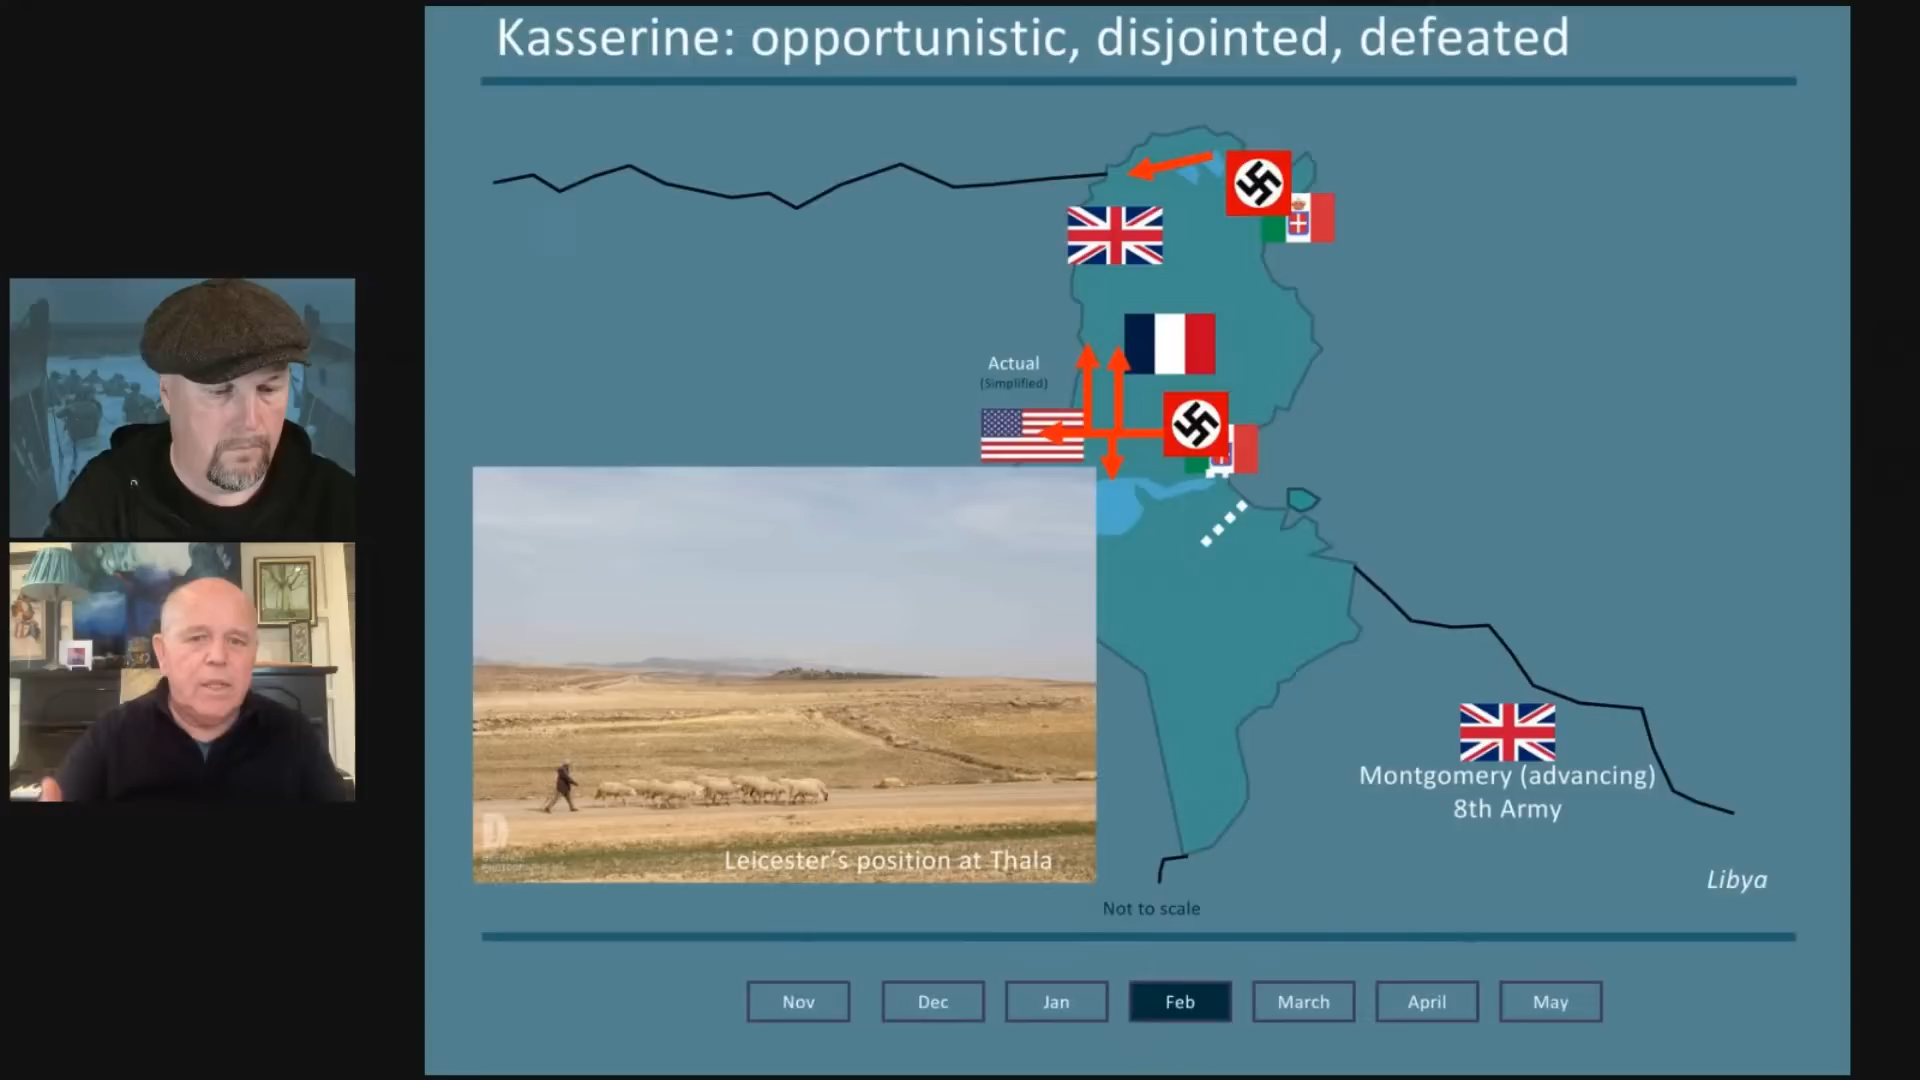 Kasserine: opportunistic, disjointed, defeated
Actual
(Simplified)
Leicester's position at Thala
Montgomery (advancing)
8th Army
Libya
Not to scale
Nov
Dec
Jan
Feb
March
April
May